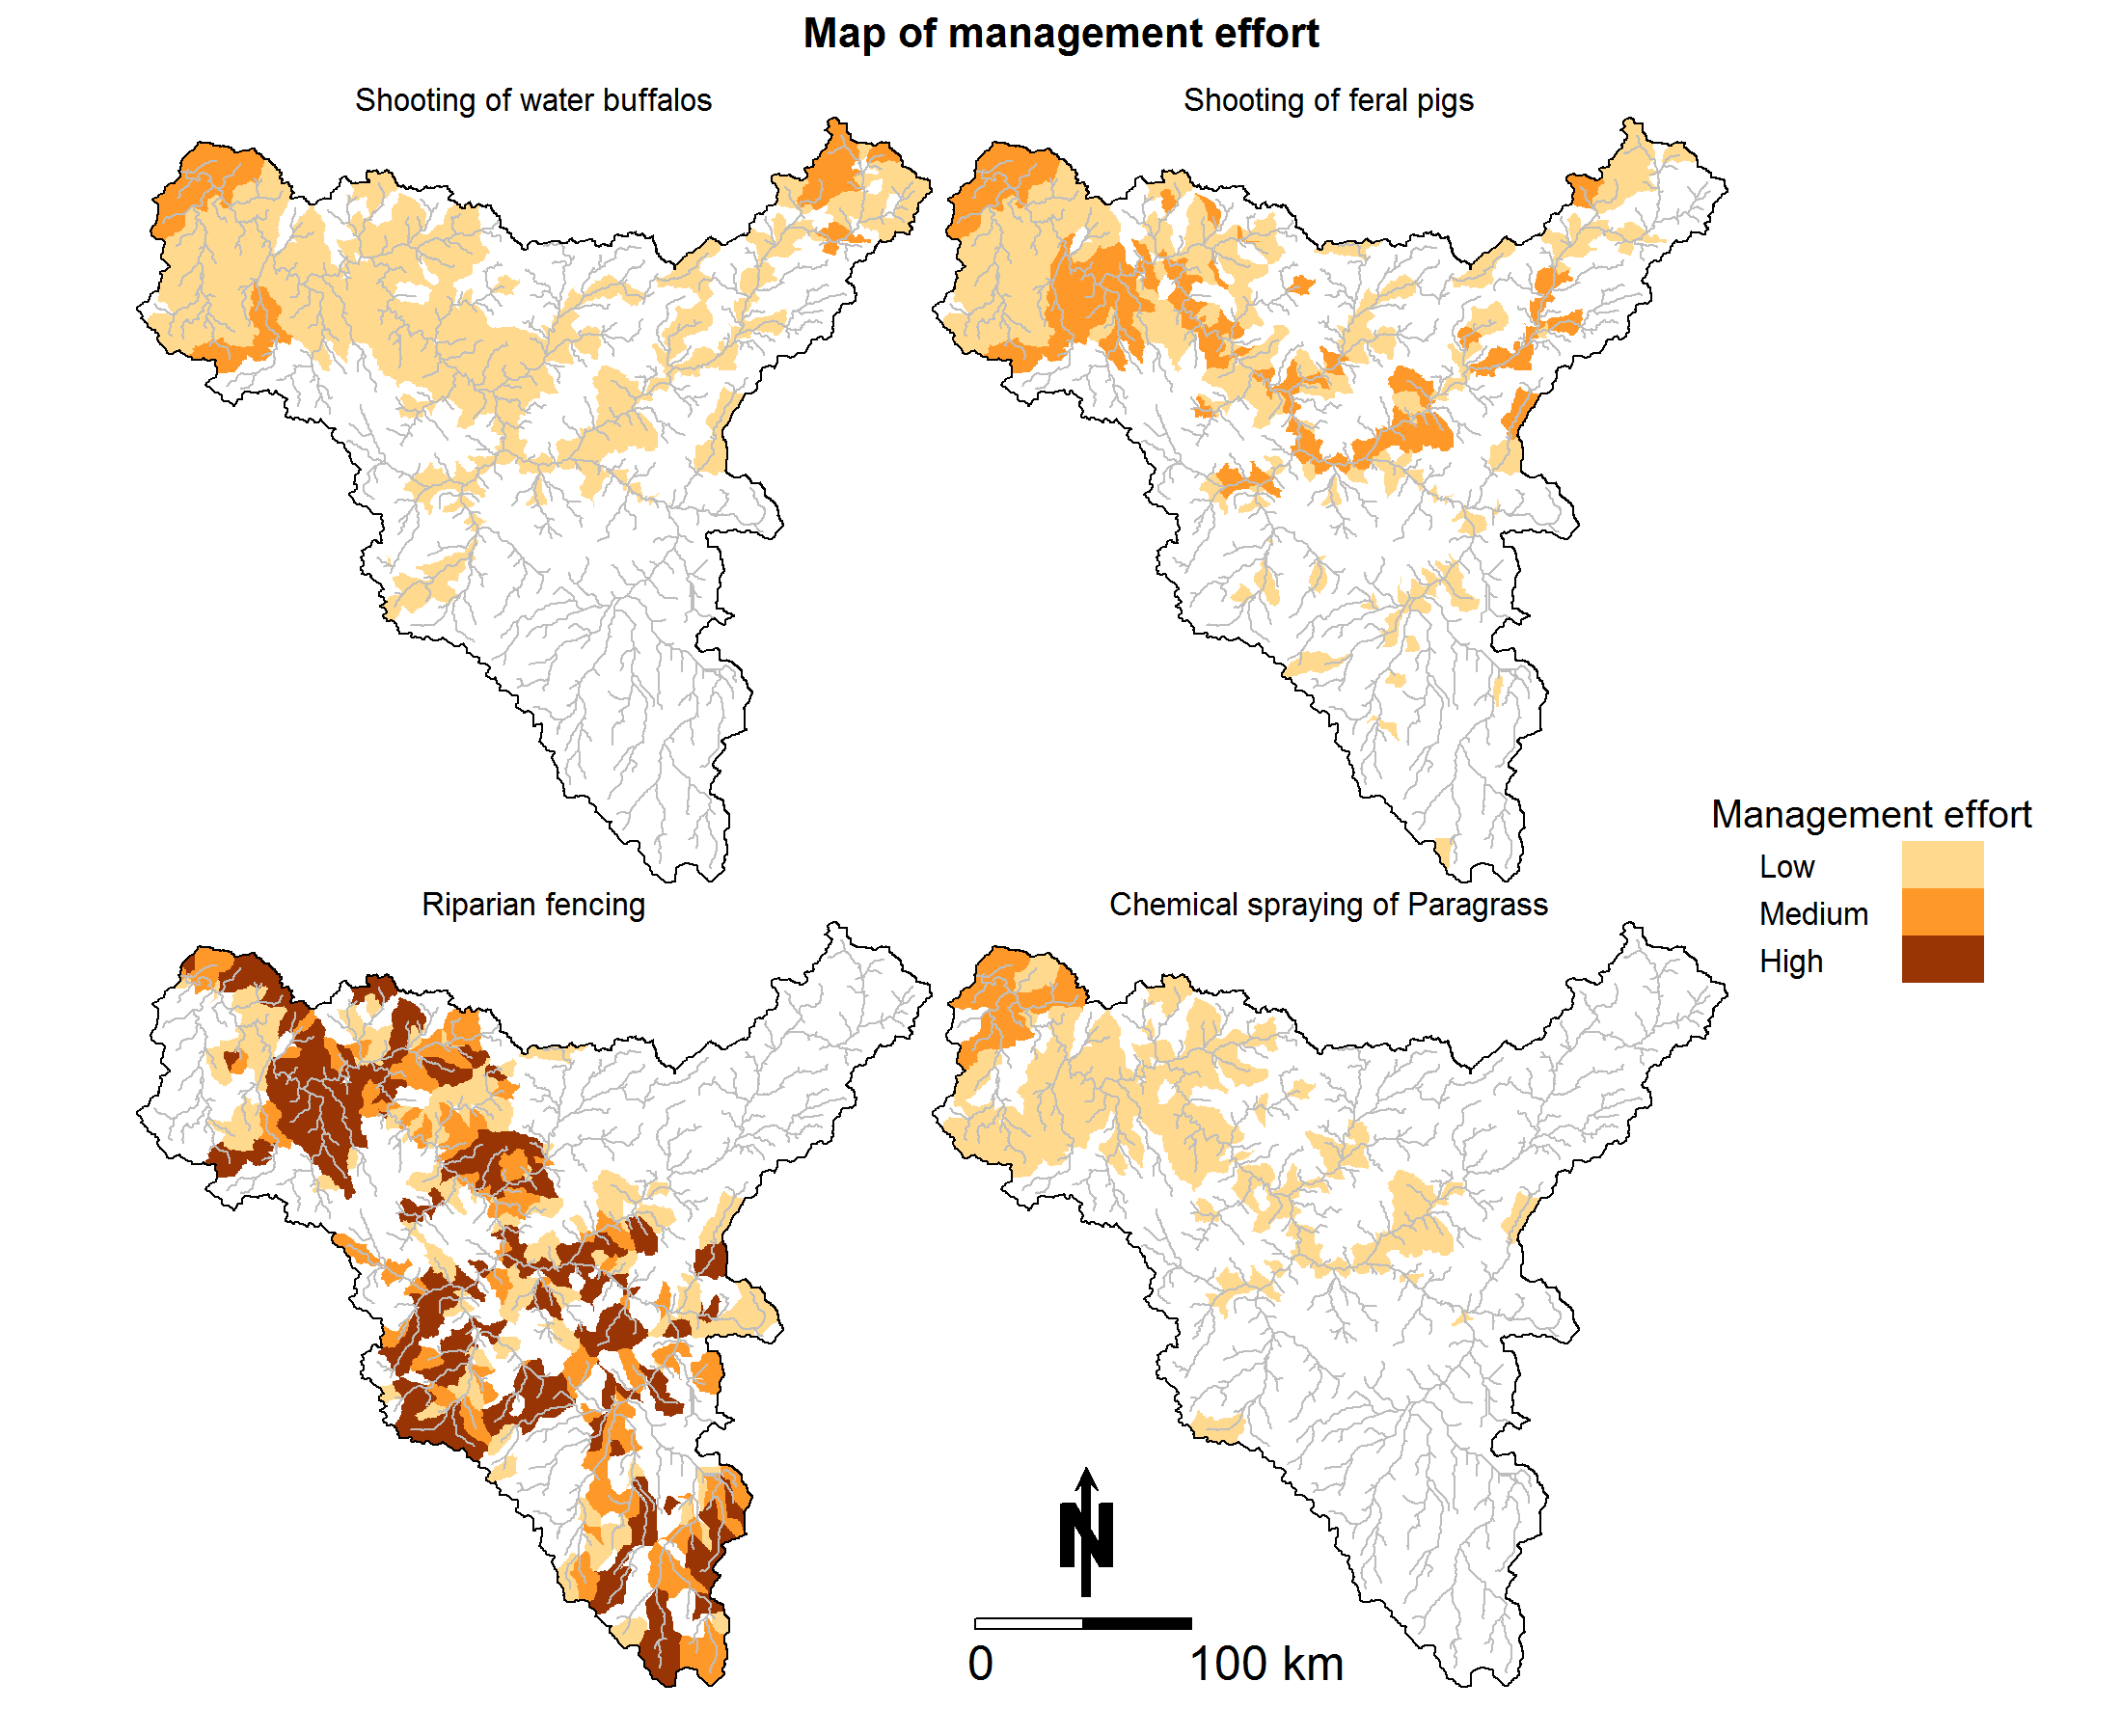 Map of management effort
Shooting of water buffalos
Shooting of feral pigs
Management effort
Low
Medium
High
Riparian fencing
Chemical spraying of Paragrass
N
0
100 km